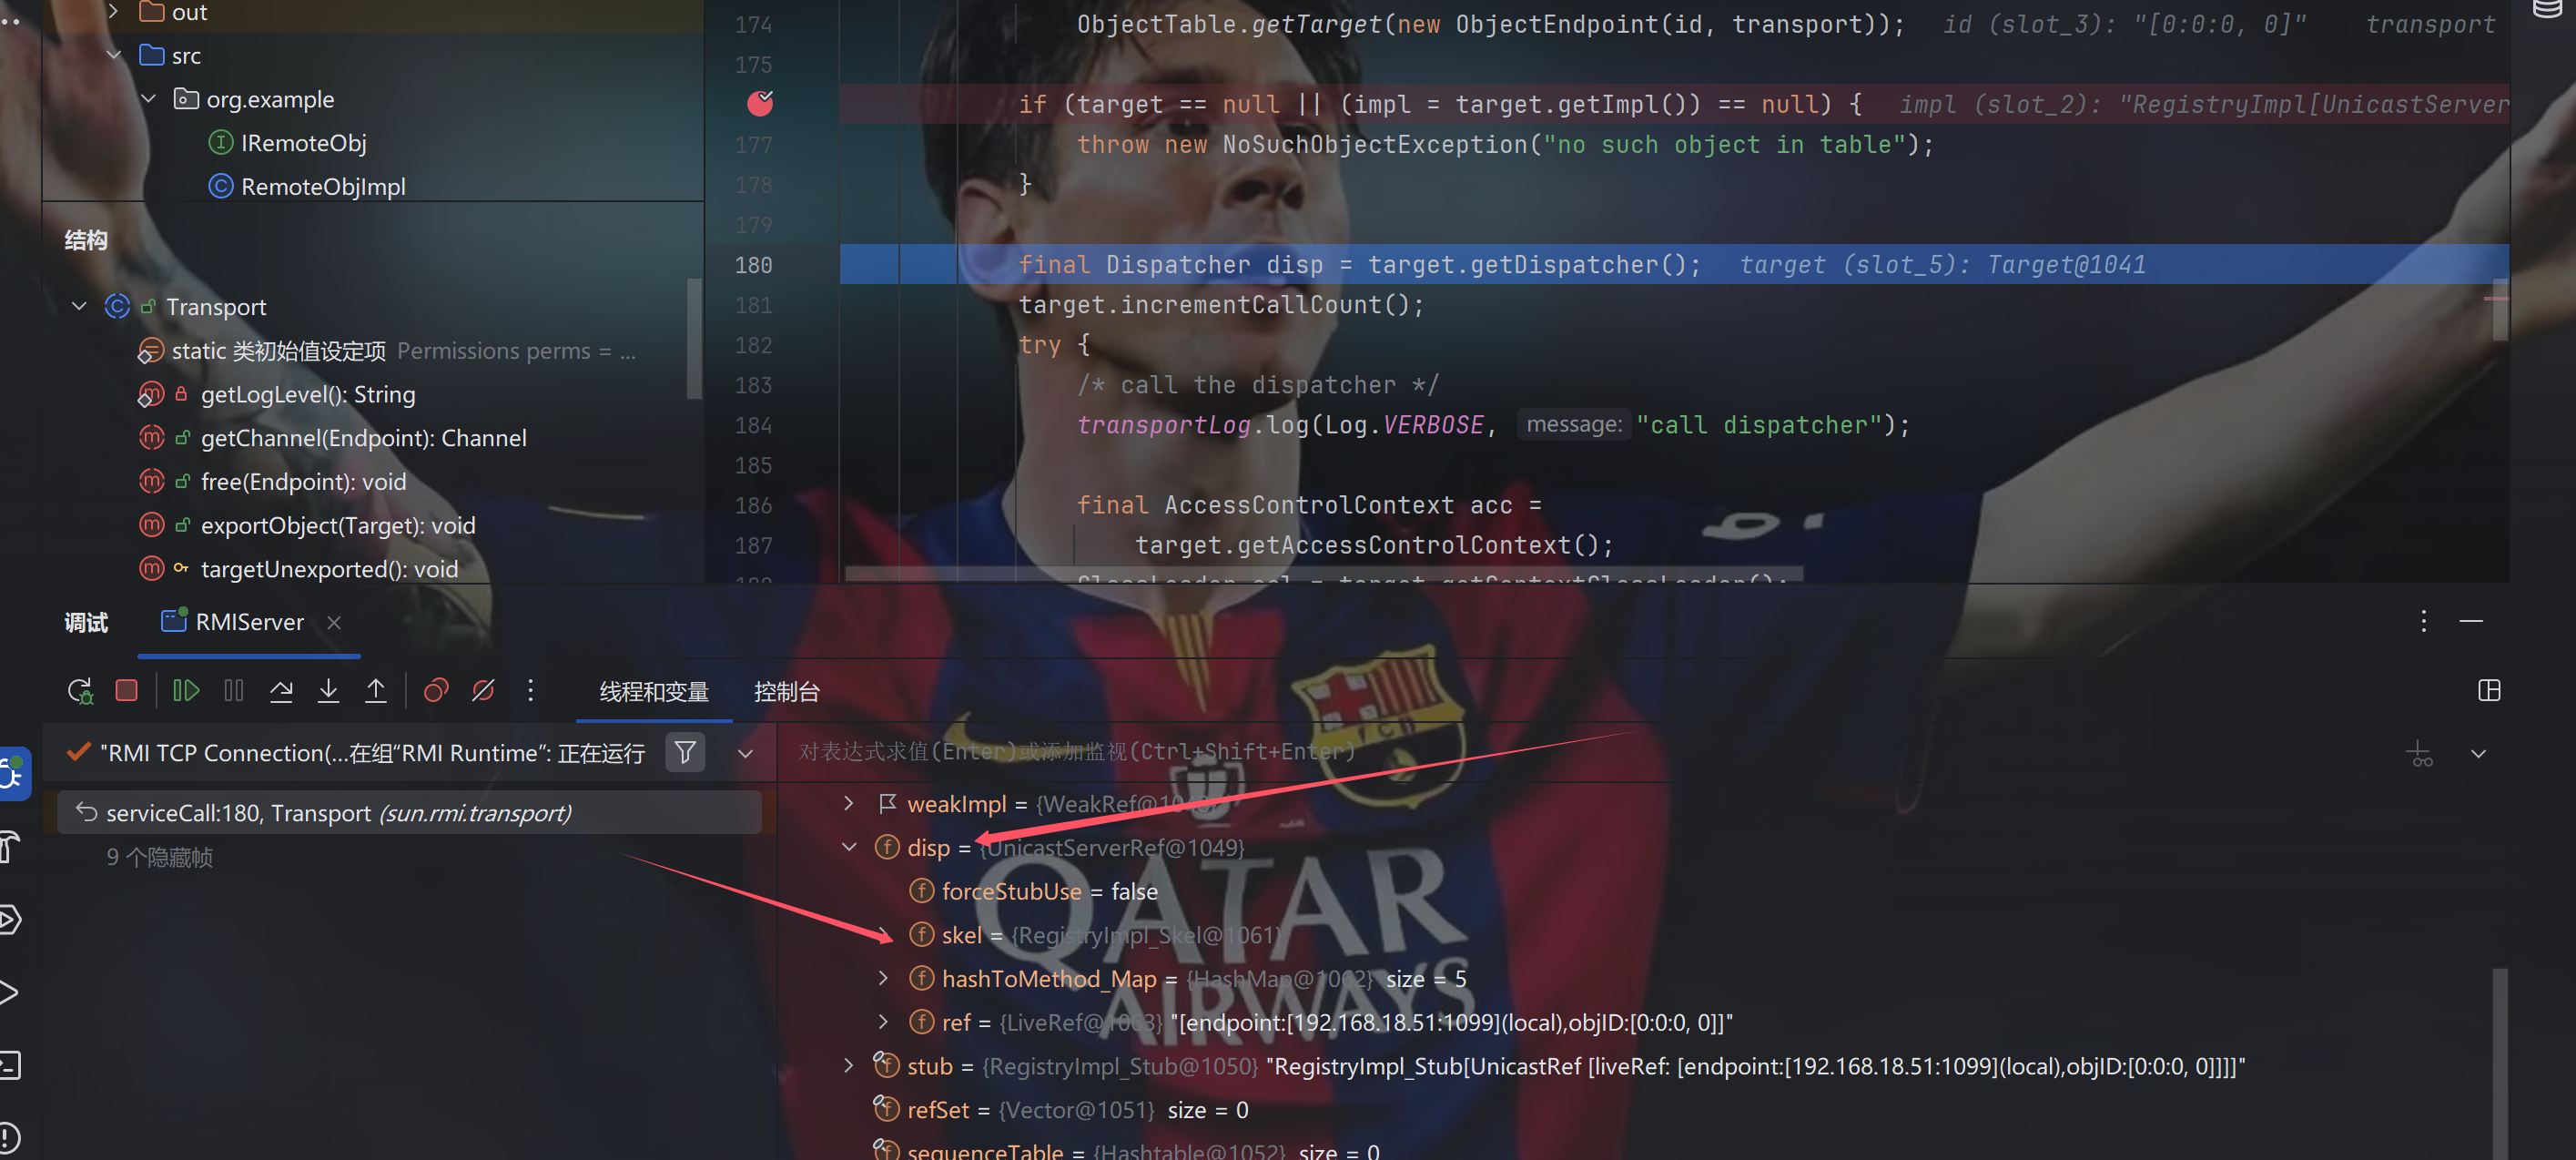 out
src
org.example
IRemoteObj
RemoteObjImpl
结构
Transport
static 类初始值设定项 Permissions perms = ...
getLogLevel(): String
getChannel(Endpoint): Channel
free(Endpoint): void
exportObject(Target): void
targetUnexported(): void
174 ObjectTable.getTarget(new ObjectEndpoint(id, transport)); id (slot_3): "[0:0:0, 0]" transport
175
if (target == null || (impl = target.getImpl()) == null) { impl (slot_2): "RegistryImpl[UnicastServer
177 throw new NoSuchObjectException("no such object in table");
178 }
179
180 final Dispatcher disp = target.getDispatcher(); target (slot_5): Target@1041
181 target.incrementCallCount();
182 try {
183 /* call the dispatcher */
184 transportLog.log(Log.VERBOSE, message: "call dispatcher");
185
186 final AccessControlContext acc =
187 target.getAccessControlContext();
调试 RMIServer
线程和变量 控制台
"RMI TCP Connection(...在组“RMI Runtime”: 正在运行
对表达式求值(Enter)或添加监视(Ctrl+Shift+Enter)
serviceCall:180, Transport (sun.rmi.transport)
9 个隐藏帧
weakImpl = {WeakRef@
disp = {UnicastServerRef@1049}
forceStubUse = false
skel = {RegistryImpl_Skel@1061}
hashToMethod_Map = {HashMap@1062} size = 5
ref = {LiveRef@1063} "[endpoint:[192.168.18.51:1099](local),objID:[0:0:0, 0]]"
stub = {RegistryImpl_Stub@1050} "RegistryImpl_Stub[UnicastRef [liveRef: [endpoint:[192.168.18.51:1099](local),objID:[0:0:0, 0]]]]"
refSet = {Vector@1051} size = 0
sequenceTable = {Hashtable@1052} size = 0
QATAR
AIRWAYS